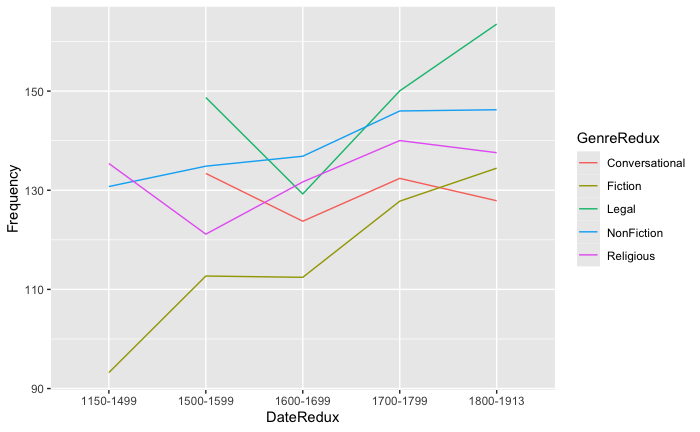 Frequency
150
130
110
90
1150-1499
1500-1599
1600-1699
1700-1799
1800-1913
DateRedux
GenreRedux
Conversational
Fiction
Legal
NonFiction
Religious